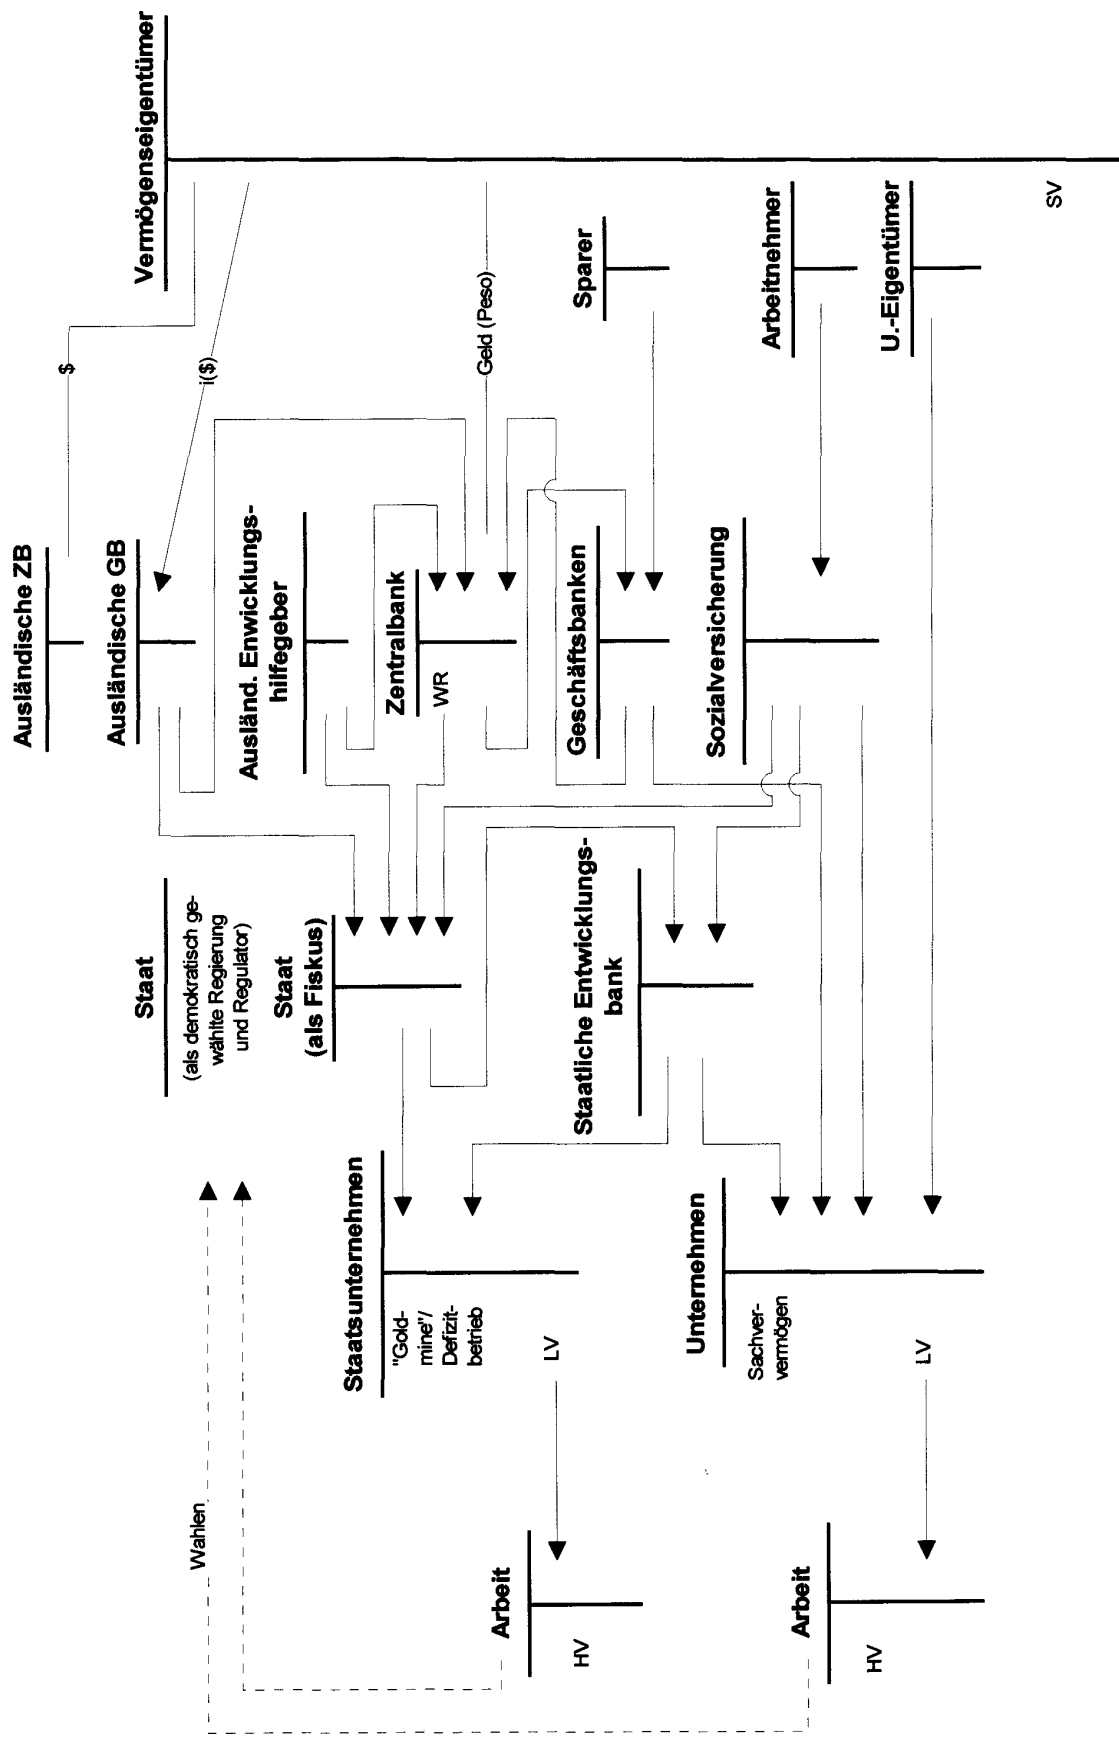 Ausländische ZB
$
Ausländische GB
Vermögenseigentümer
Staat
(als demokratisch ge-
wählte Regierung
und Regulator)
i($)
Wahlen
Ausländ. Enwicklungs-
hilfegeber
Staat
(als Fiskus)
Zentralbank
WR
Geld (Peso)
Staatsunternehmen
"Gold-
mine"/
Defizit-
betrieb
LV
Arbeit
HV
Geschäftsbanken
Sparer
Staatliche Entwicklungs-
bank
Sozialversicherung
Arbeitnehmer
Unternehmen
Sachver-
vermögen
LV
U.-Eigentümer
Arbeit
HV
SV